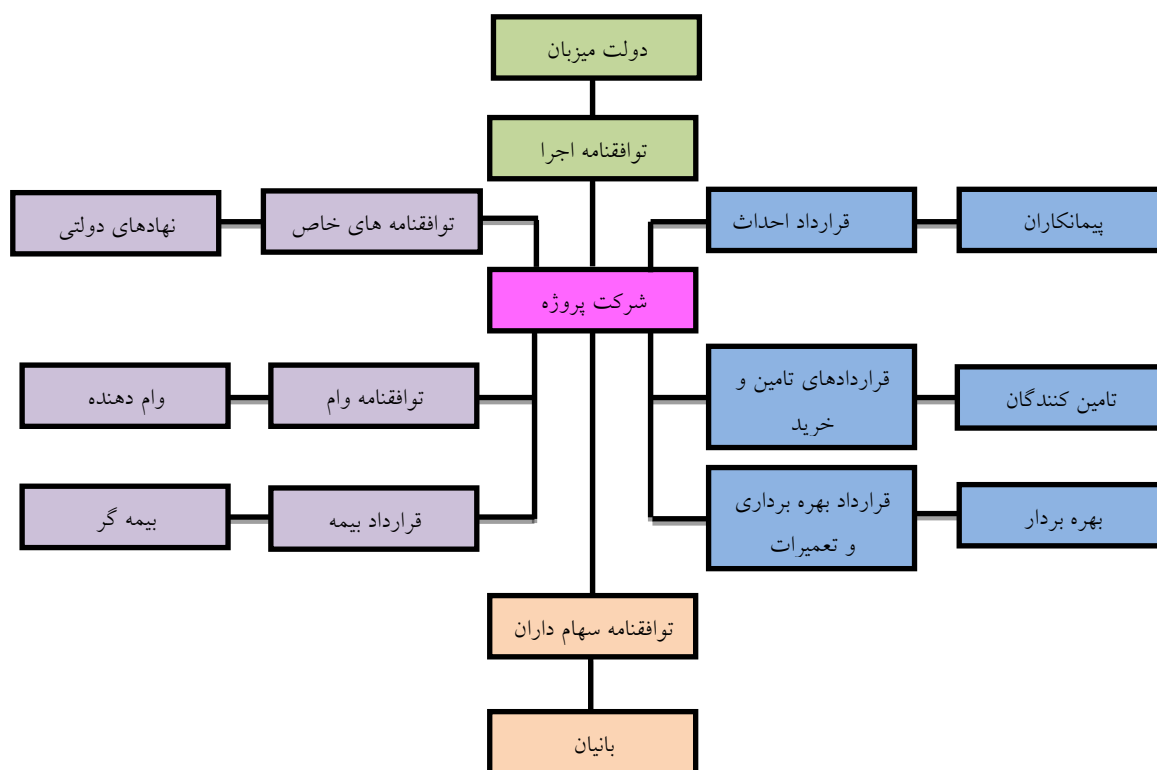 دولت میزبان
توافقنامه اجرا
پیمانکاران
قرارداد احداث
توافقنامه های خاص
نهادهای دولتی
شرکت پروژه
تامین کنندگان
قراردادهای تامین و
خرید
توافقنامه وام
وام دهنده
بهره بردار
قرارداد بهره برداری
و تعمیرات
قرارداد بیمه
بیمه گر
توافقنامه سهام داران
بانیان